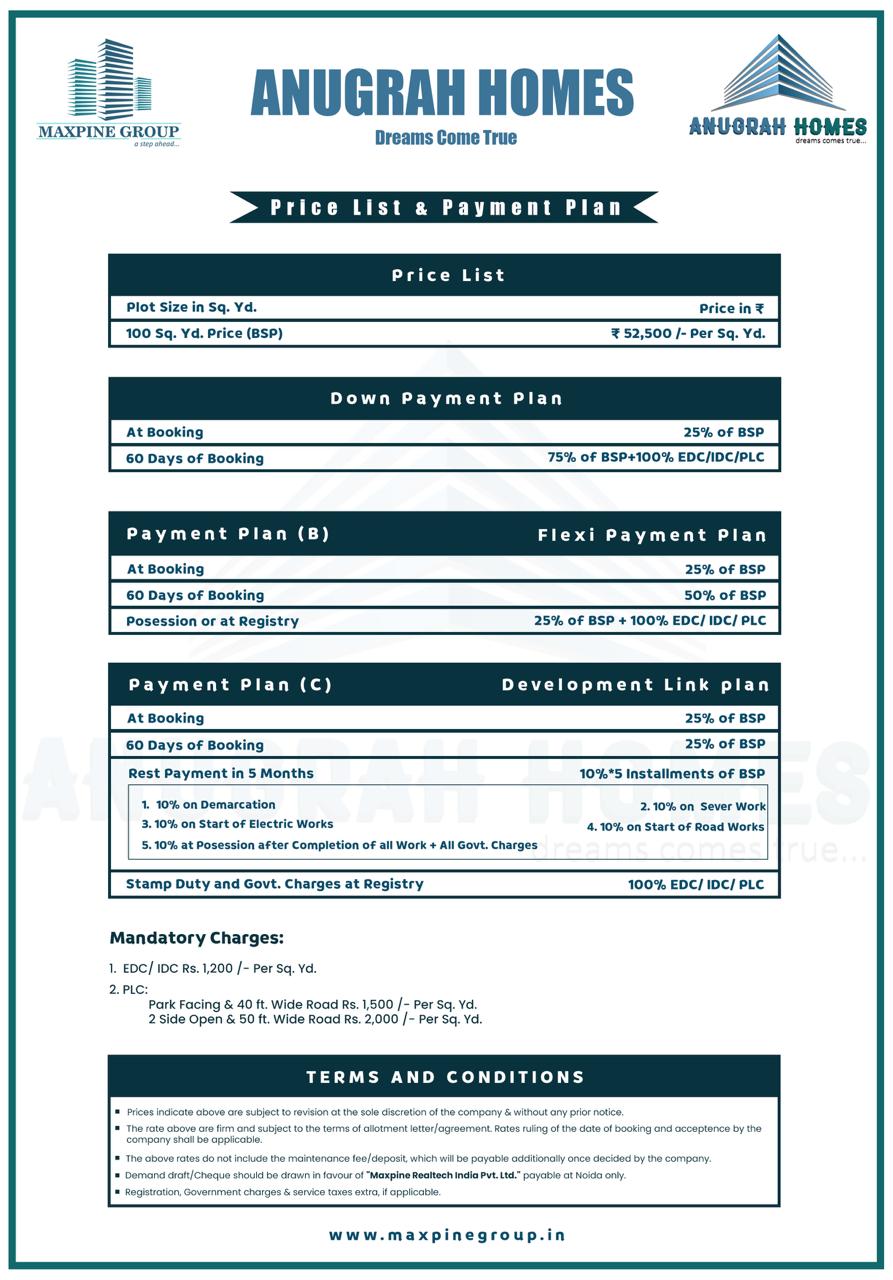 MAXPINE GROUP
a step ahead...
ANUGRAH HOMES
Dreams Come True
ANUGRAH HOMES
dreams comes true...
Price List & Payment Plan
Price List
Plot Size in Sq. Yd. Price in ₹
100 Sq. Yd. Price (BSP) ₹ 52,500 /- Per Sq. Yd.
Down Payment Plan
At Booking 25% of BSP
60 Days of Booking 75% of BSP+100% EDC/IDC/PLC
Payment Plan (B) Flexi Payment Plan
At Booking 25% of BSP
60 Days of Booking 50% of BSP
Posession or at Registry 25% of BSP + 100% EDC/ IDC/ PLC
Payment Plan (C) Development Link plan
At Booking 25% of BSP
60 Days of Booking 25% of BSP
Rest Payment in 5 Months 10%*5 Installments of BSP
1. 10% on Demarcation 2. 10% on Sever Work
3. 10% on Start of Electric Works 4. 10% on Start of Road Works
5. 10% at Posession after Completion of all Work + All Govt. Charges
Stamp Duty and Govt. Charges at Registry 100% EDC/ IDC/ PLC
ANUGRAH HOMES
dreams comes true...
Mandatory Charges:
1. EDC/ IDC Rs. 1,200 /- Per Sq. Yd.
2. PLC:
Park Facing & 40 ft. Wide Road Rs. 1,500 /- Per Sq. Yd.
2 Side Open & 50 ft. Wide Road Rs. 2,000 /- Per Sq. Yd.
TERMS AND CONDITIONS
▪ Prices indicate above are subject to revision at the sole discretion of the company & without any prior notice.
▪ The rate above are firm and subject to the terms of allotment letter/agreement. Rates ruling of the date of booking and acceptence by the
company shall be applicable.
▪ The above rates do not include the maintenance fee/deposit, which will be payable additionally once decided by the company.
▪ Demand draft/Cheque should be drawn in favour of "Maxpine Realtech India Pvt. Ltd." payable at Noida only.
▪ Registration, Government charges & service taxes extra, if applicable.
www.maxpinegroup.in